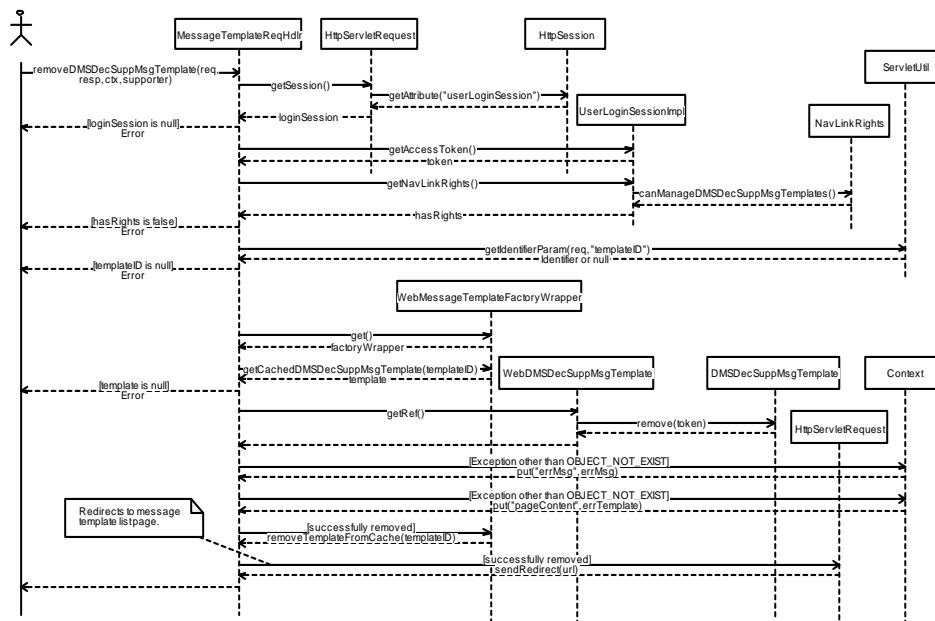 MessageTemplateReqHdlr
HttpServletRequest
HttpSession
ServletUtil
removeDMSDecSuppMsgTemplate(req,
resp, ctx, supporter)
getSession()
getAttribute("userLoginSession")
UserLoginSessionImpl
NavLinkRights
loginSession
[loginSession is null]
Error
getAccessToken()
token
getNavLinkRights()
canManageDMSDecSuppMsgTemplates()
hasRights
[hasRights is false]
Error
getIdentifierParam(req, "templateID")
Identifier or null
[templateID is null]
Error
WebMessageTemplateFactoryWrapper
get()
factoryWrapper
getCachedDMSDecSuppMsgTemplate(templateID)
template
WebDMSDecSuppMsgTemplate
DMSDecSuppMsgTemplate
Context
[template is null]
Error
getRef()
remove(token)
HttpServletRequest
[Exception other than OBJECT_NOT_EXIST]
put("errMsg", errMsg)
[Exception other than OBJECT_NOT_EXIST]
put("pageContent", errTemplate)
Redirects to message
template list page.
[successfully removed]
removeTemplateFromCache(templateID)
[successfully removed]
sendRedirect(url)